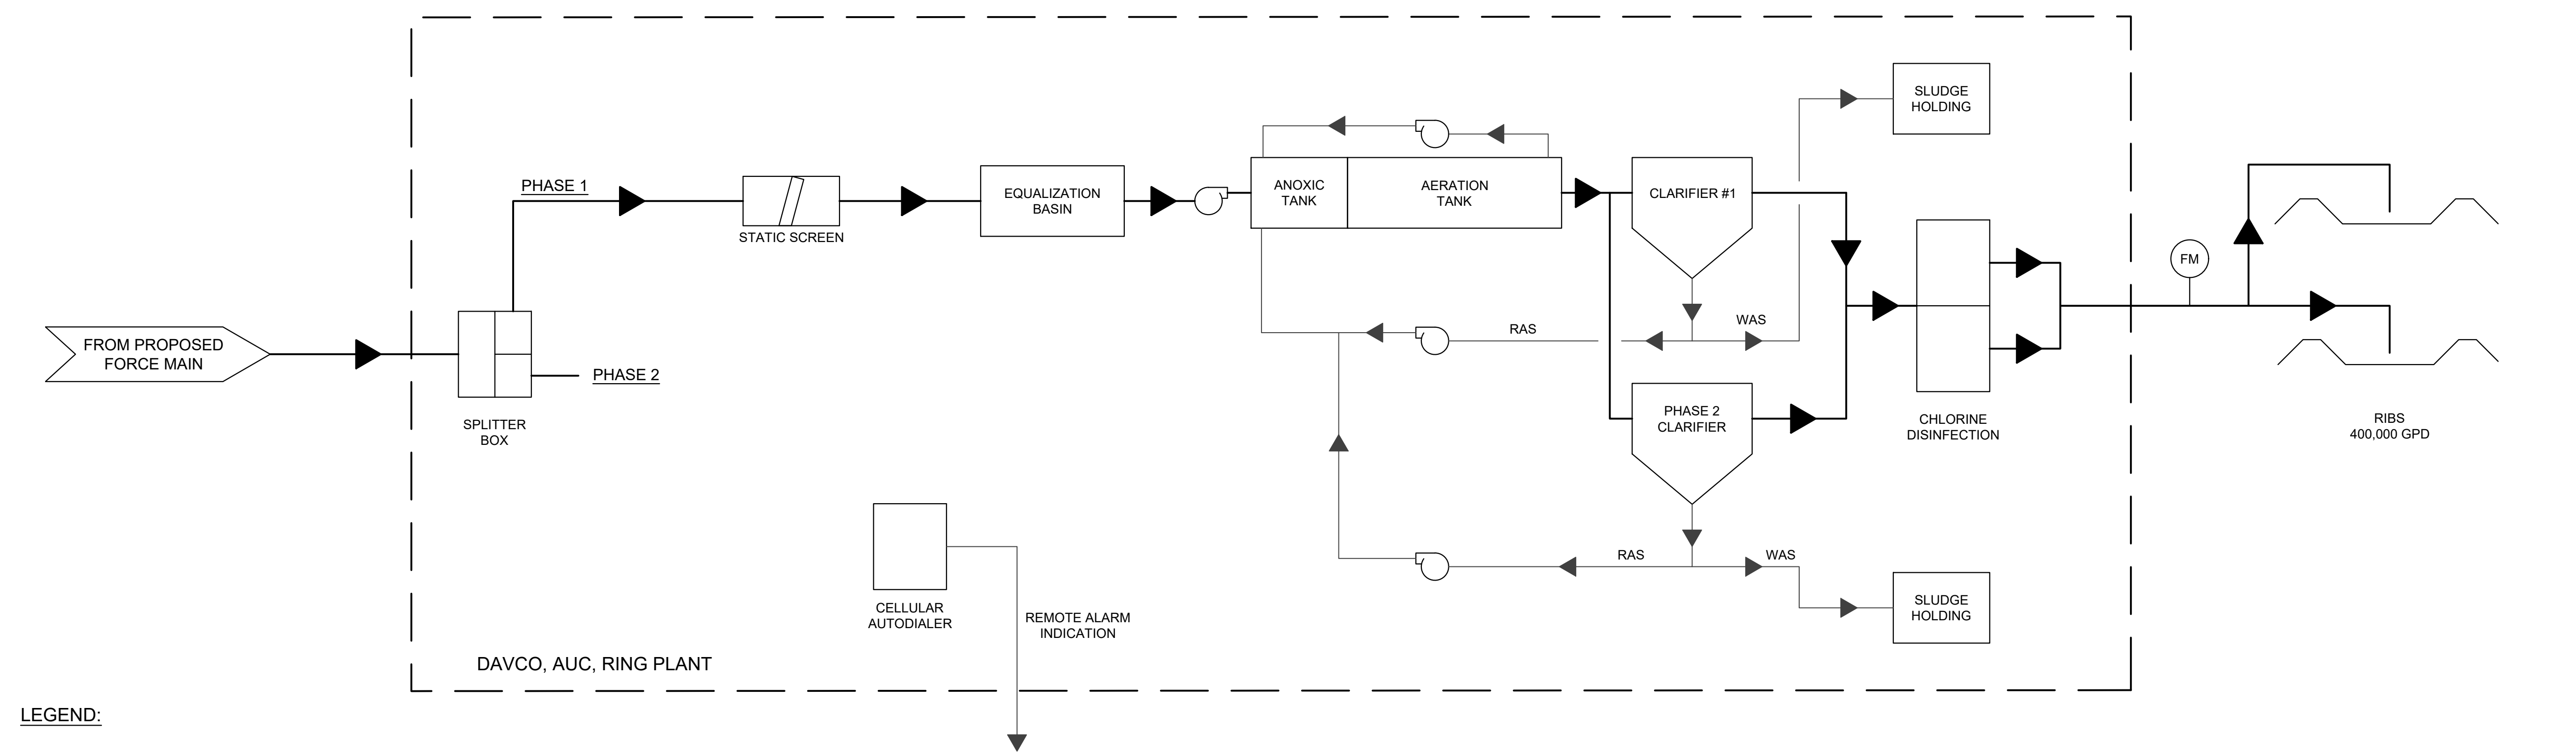 SLUDGE
HOLDING
PHASE 1
STATIC SCREEN
EQUALIZATION
BASIN
ANOXIC
TANK
AERATION
TANK
CLARIFIER #1
FM
FROM PROPOSED
FORCE MAIN
PHASE 2
SPLITTER
BOX
RAS
WAS
PHASE 2
CLARIFIER
CHLORINE
DISINFECTION
RIBS
400,000 GPD
RAS
WAS
SLUDGE
HOLDING
CELLULAR
AUTODIALER
REMOTE ALARM
INDICATION
DAVCO, AUC, RING PLANT
LEGEND: